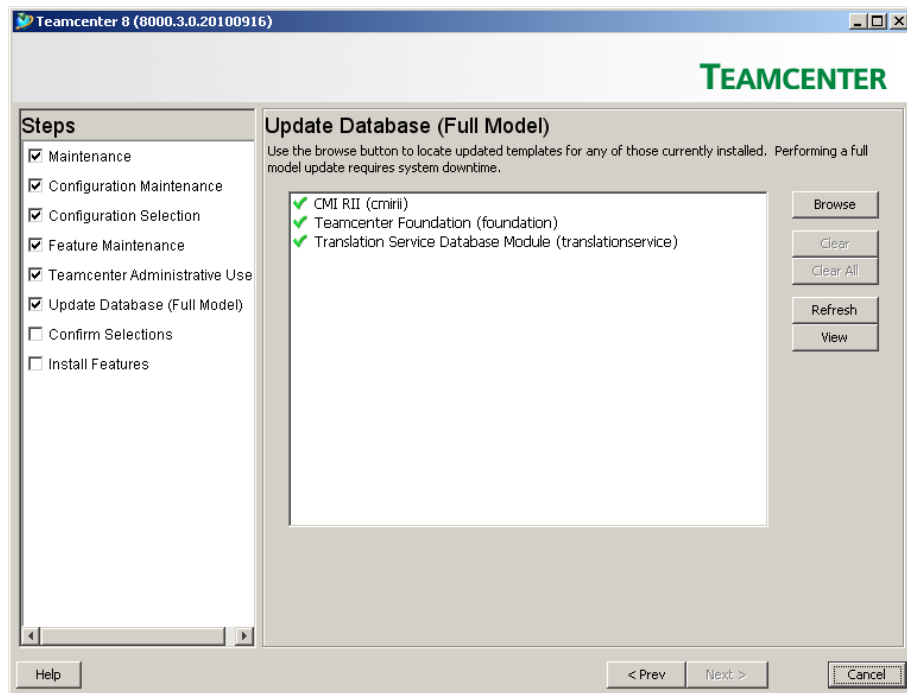 Teamcenter 8 (8000.3.0.20100916)
TEAMCENTER
Steps
Maintenance
Configuration Maintenance
Configuration Selection
Feature Maintenance
Teamcenter Administrative Use
Update Database (Full Model)
Confirm Selections
Install Features
Update Database (Full Model)
Use the browse button to locate updated templates for any of those currently installed. Performing a full
model update requires system downtime.
CMI RII (cmirii)
Teamcenter Foundation (foundation)
Translation Service Database Module (translationservice)
Browse
Clear
Clear All
Refresh
View
Help
< Prev
Next >
Cancel